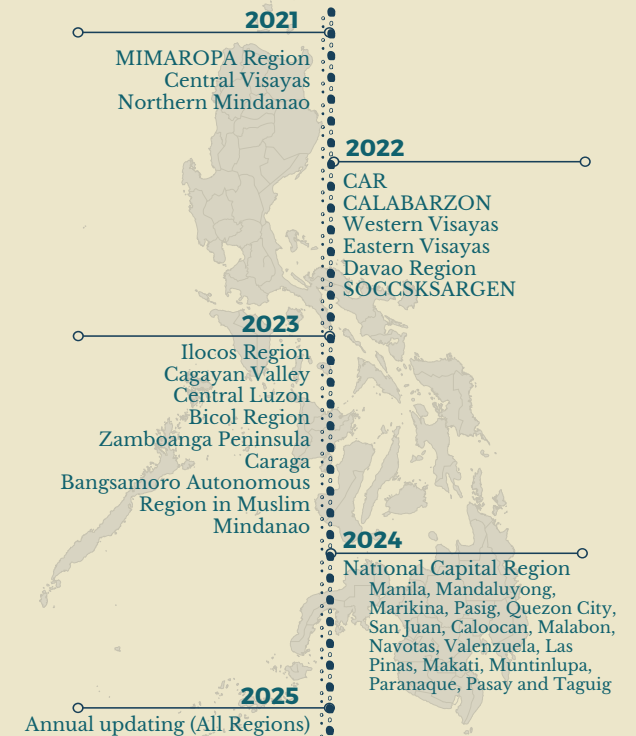 2021
MIMAROPA Region
Central Visayas
Northern Mindanao
2022
CAR
CALABARZON
Western Visayas
Eastern Visayas
Davao Region
SOCCSKSARGEN
2023
Ilocos Region
Cagayan Valley
Central Luzon
Bicol Region
Zamboanga Peninsula
Caraga
Bangsamoro Autonomous
Region in Muslim
Mindanao
2024
National Capital Region
Manila, Mandaluyong,
Marikina, Pasig, Quezon City,
San Juan, Caloocan, Malabon,
Navotas, Valenzuela, Las
Pinas, Makati, Muntinlupa,
Paranaque, Pasay and Taguig
2025
Annual updating (All Regions)